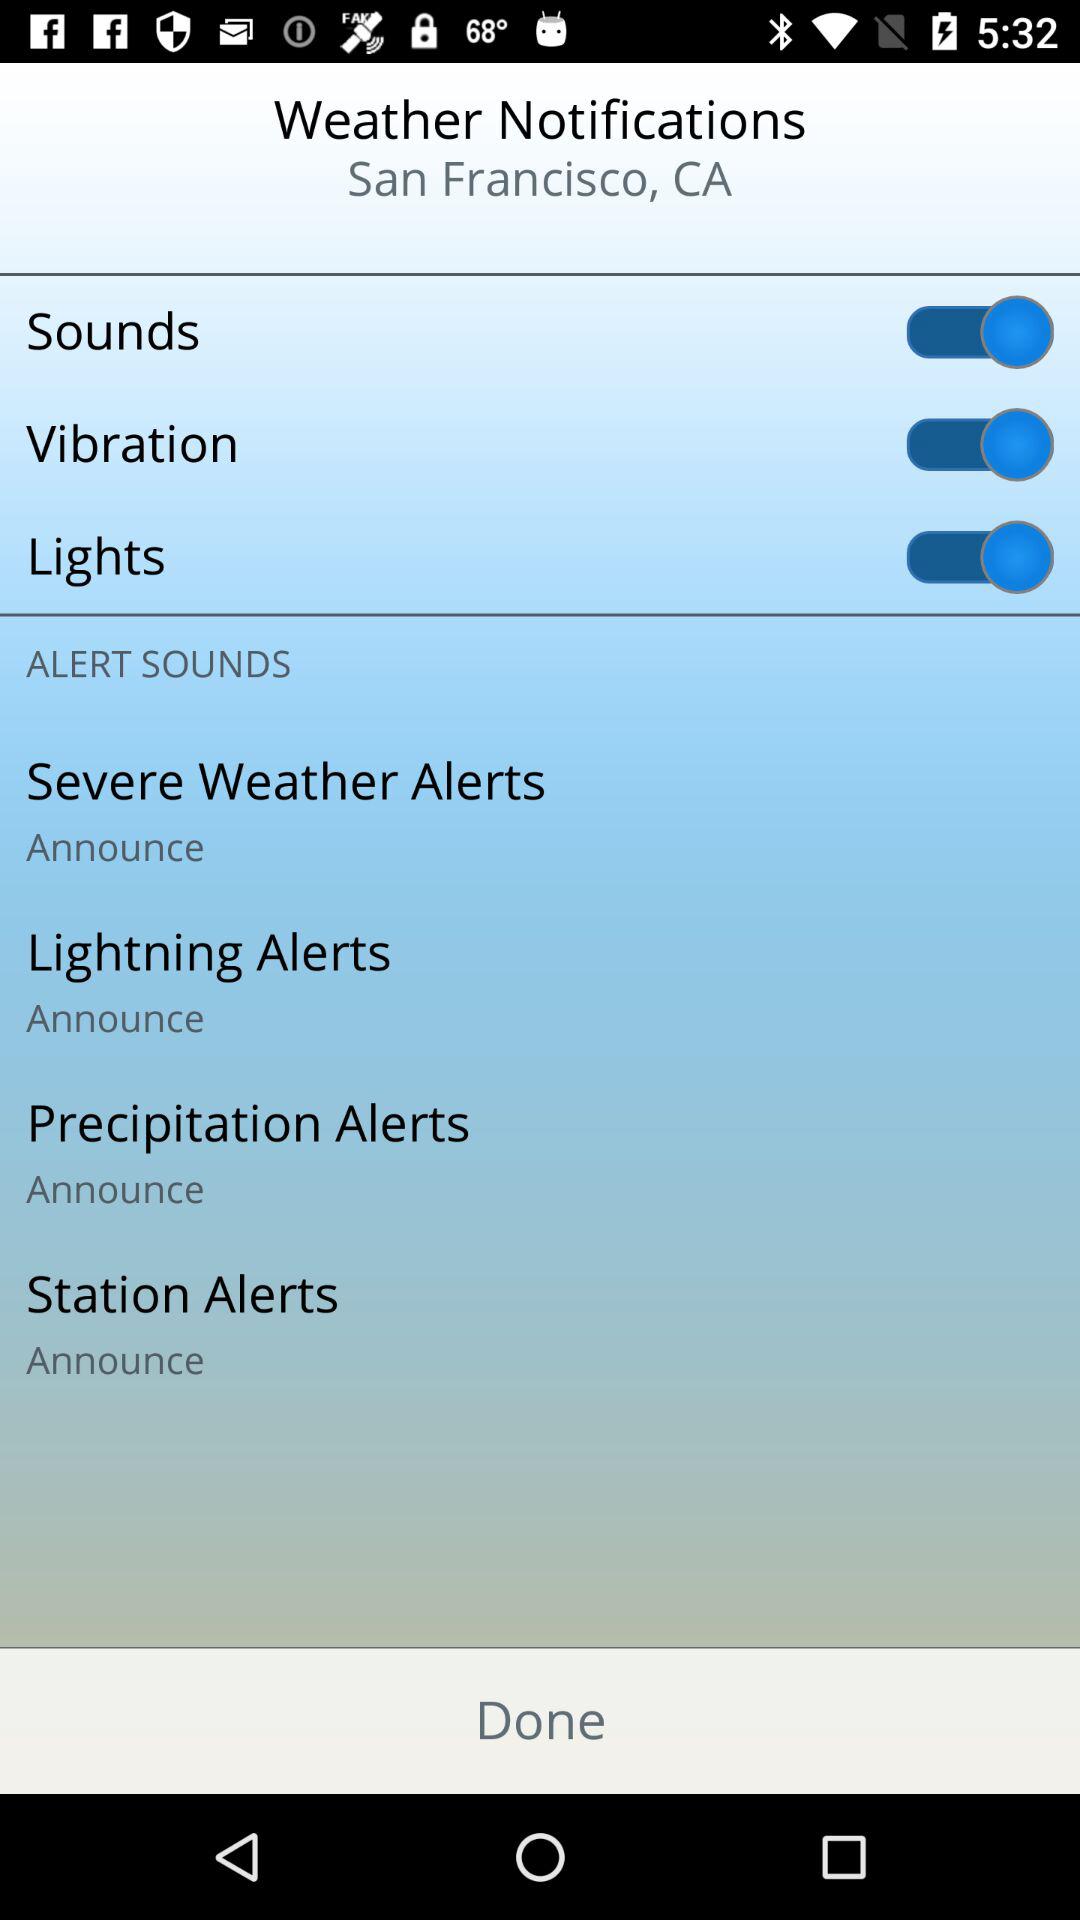 FAKE 68° 5:32
Weather Notifications
San Francisco, CA
Sounds
Vibration
Lights
ALERT SOUNDS
Severe Weather Alerts
Announce
Lightning Alerts
Announce
Precipitation Alerts
Announce
Station Alerts
Announce
Done